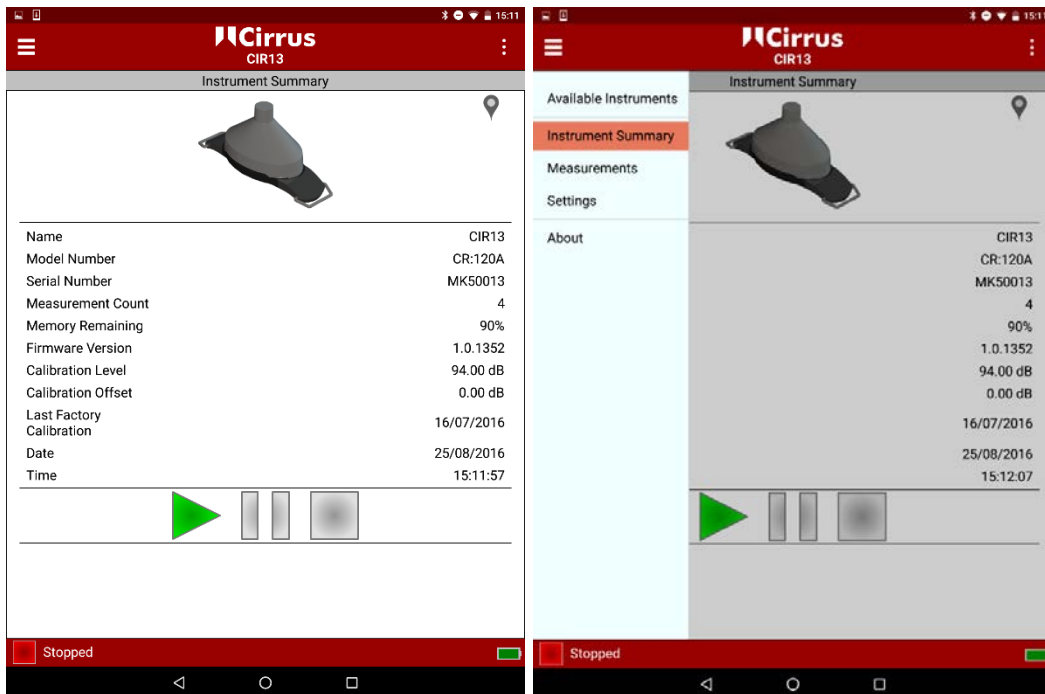 15:11
Cirrus
CIR13
Instrument Summary
Name CIR13
Model Number CR:120A
Serial Number MK50013
Measurement Count 4
Memory Remaining 90%
Firmware Version 1.0.1352
Calibration Level 94.00 dB
Calibration Offset 0.00 dB
Last Factory
Calibration 16/07/2016
Date 25/08/2016
Time 15:11:57
Stopped
15:11
Cirrus
CIR13
Instrument Summary
Available Instruments
Instrument Summary
Measurements
Settings
About
CIR13
CR:120A
MK50013
4
90%
1.0.1352
94.00 dB
0.00 dB
16/07/2016
25/08/2016
15:12:07
Stopped